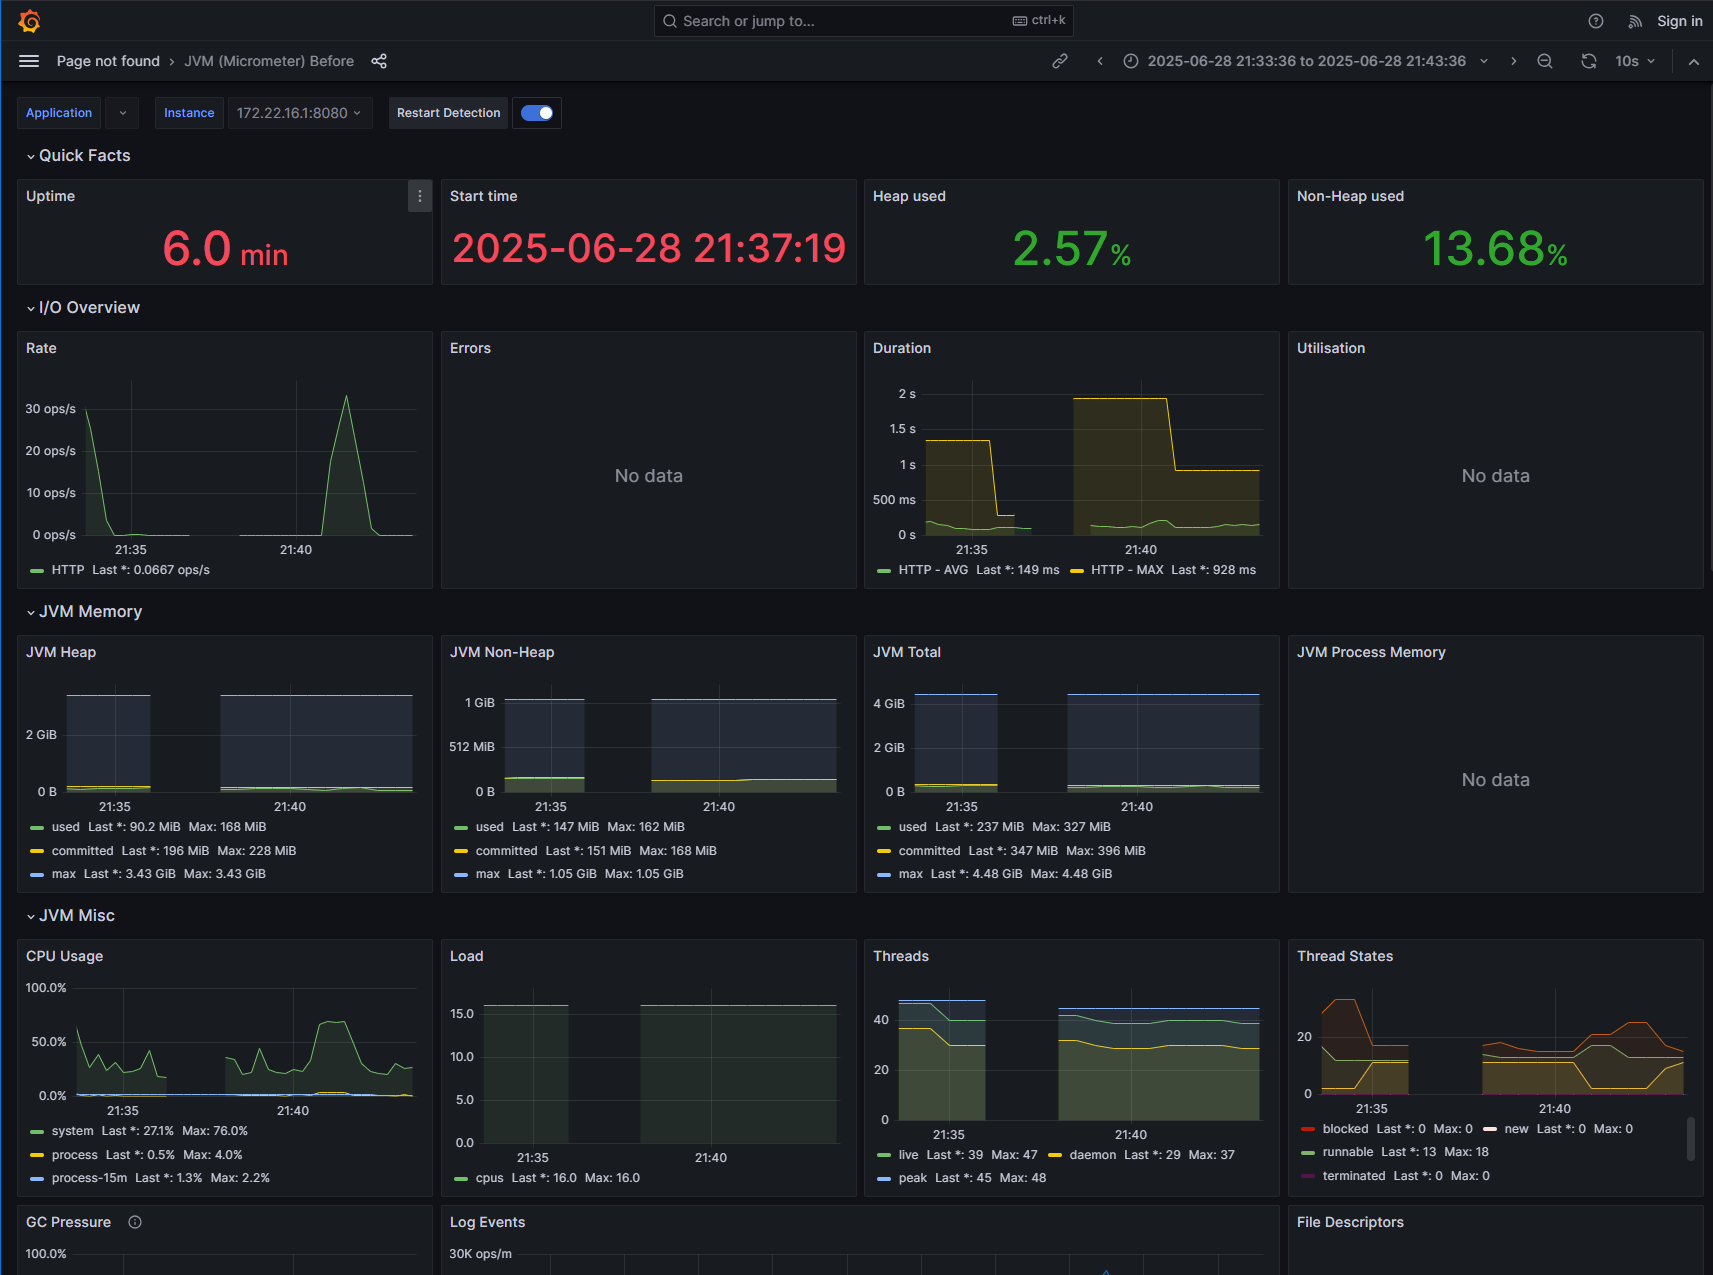 Search or jump to...
ctrl+k
Sign in
Page not found › JVM (Micrometer) Before
2025-06-28 21:33:36 to 2025-06-28 21:43:36
10s
Application
Instance
172.22.16.1:8080
Restart Detection
Quick Facts
Uptime
6.0 min
Start time
2025-06-28 21:37:19
Heap used
2.57%
Non-Heap used
13.68%
I/O Overview
Rate
30 ops/s
20 ops/s
10 ops/s
0 ops/s
21:35
21:40
HTTP Last *: 0.0667 ops/s
Errors
No data
Duration
2 s
1.5 s
1 s
500 ms
0 s
21:35
21:40
HTTP - AVG Last *: 149 ms HTTP - MAX Last *: 928 ms
Utilisation
No data
JVM Memory
JVM Heap
2 GiB
0 B
21:35
21:40
used Last *: 90.2 MiB Max: 168 MiB
committed Last *: 196 MiB Max: 228 MiB
max Last *: 3.43 GiB Max: 3.43 GiB
JVM Non-Heap
1 GiB
512 MiB
0 B
21:35
21:40
used Last *: 147 MiB Max: 162 MiB
committed Last *: 151 MiB Max: 168 MiB
max Last *: 1.05 GiB Max: 1.05 GiB
JVM Total
4 GiB
2 GiB
0 B
21:35
21:40
used Last *: 237 MiB Max: 327 MiB
committed Last *: 347 MiB Max: 396 MiB
max Last *: 4.48 GiB Max: 4.48 GiB
JVM Process Memory
No data
JVM Misc
CPU Usage
100.0%
50.0%
0.0%
21:35
21:40
system Last *: 27.1% Max: 76.0%
process Last *: 0.5% Max: 4.0%
process-15m Last *: 1.3% Max: 2.2%
Load
15.0
10.0
5.0
0.0
21:35
21:40
cpus Last *: 16.0 Max: 16.0
Threads
40
20
0
21:35
21:40
live Last *: 39 Max: 47 daemon Last *: 29 Max: 37
peak Last *: 45 Max: 48
Thread States
20
0
21:35
21:40
blocked Last *: 0 Max: 0 new Last *: 0 Max: 0
runnable Last *: 13 Max: 18
terminated Last *: 0 Max: 0
GC Pressure
100.0%
Log Events
30K ops/m
File Descriptors